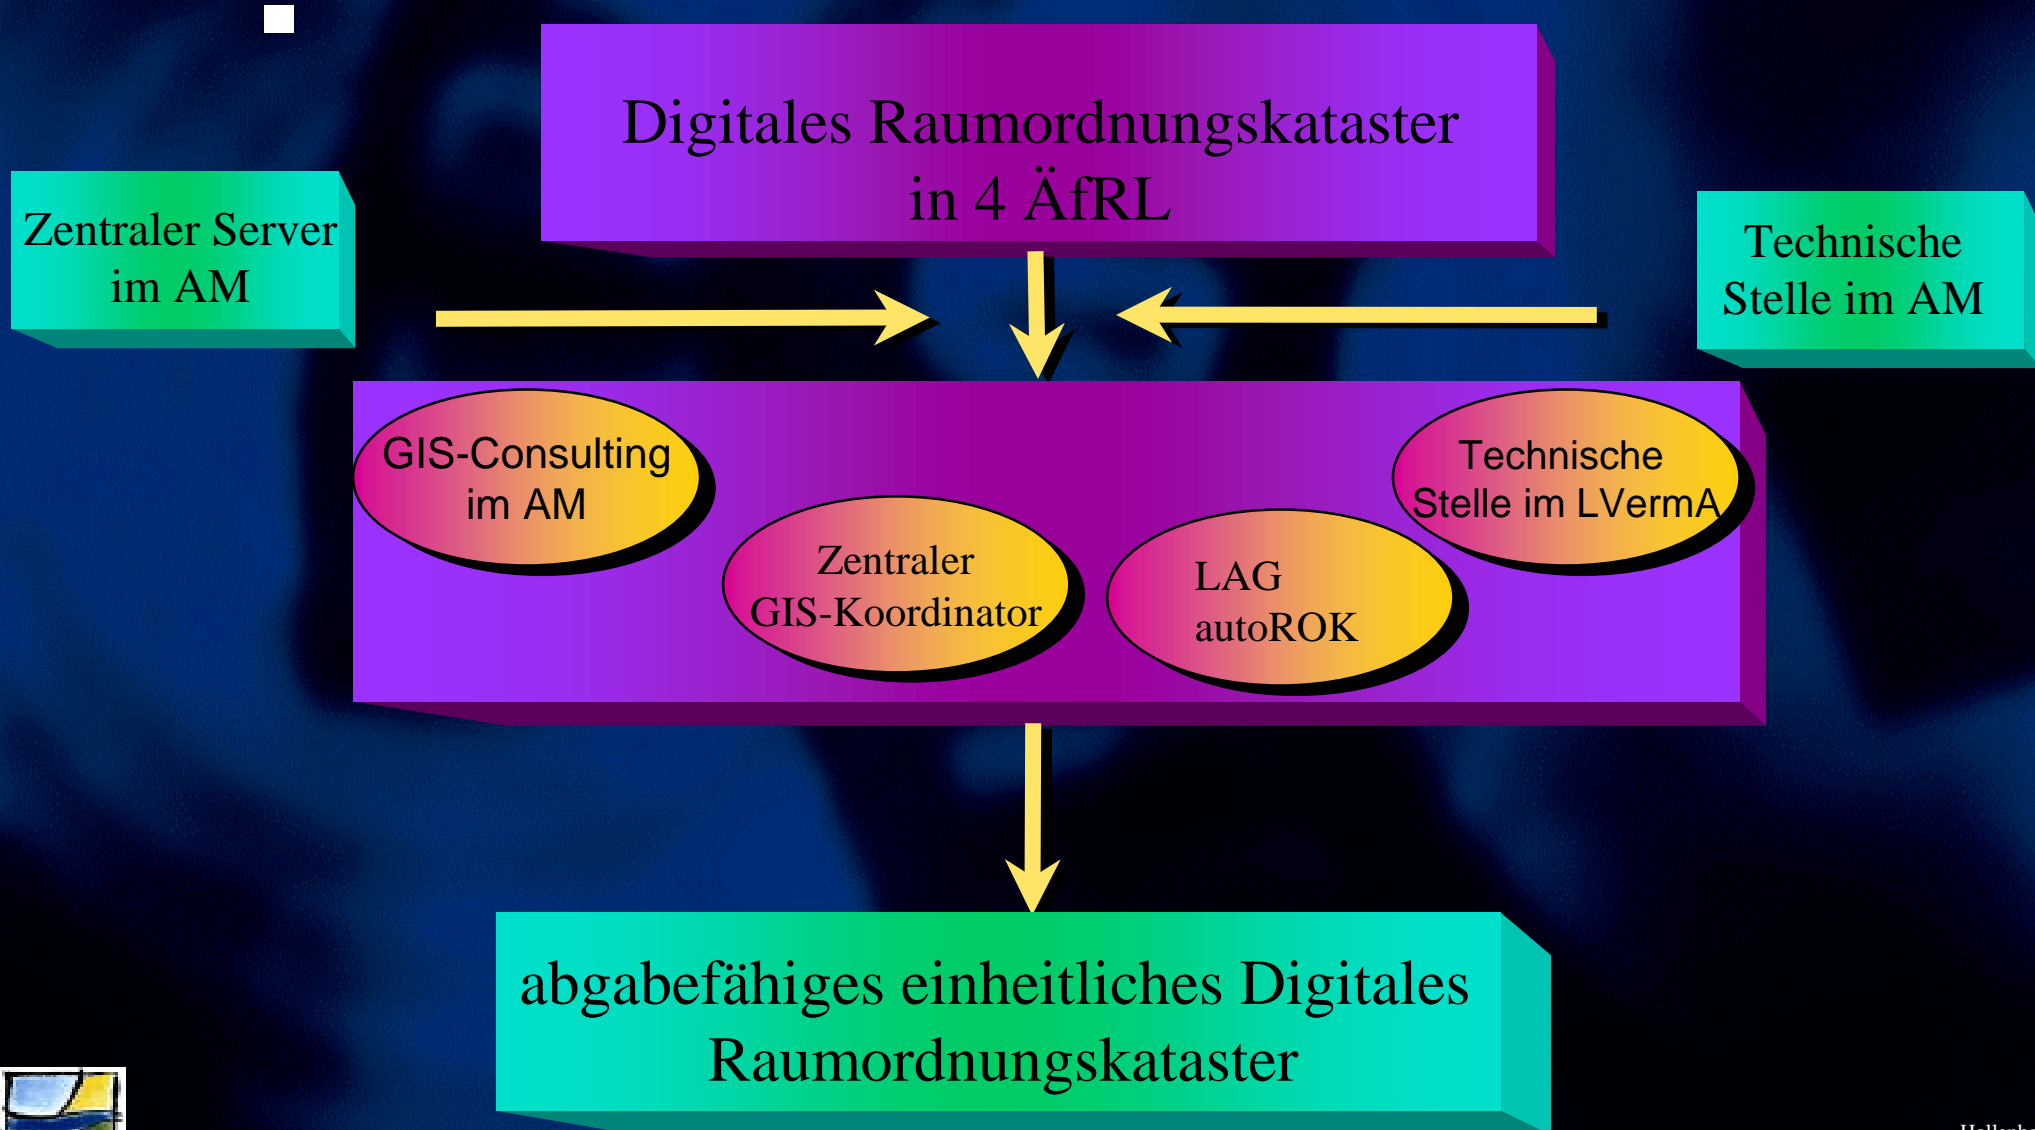 Digitales Raumordnungskataster
in 4 ÄfRL
Zentraler Server
im AM
Technische
Stelle im AM
GIS-Consulting
im AM
Zentraler
GIS-Koordinator
LAG
autoROK
Technische
Stelle im LVermA
abgabefähiges einheitliches Digitales
Raumordnungskataster